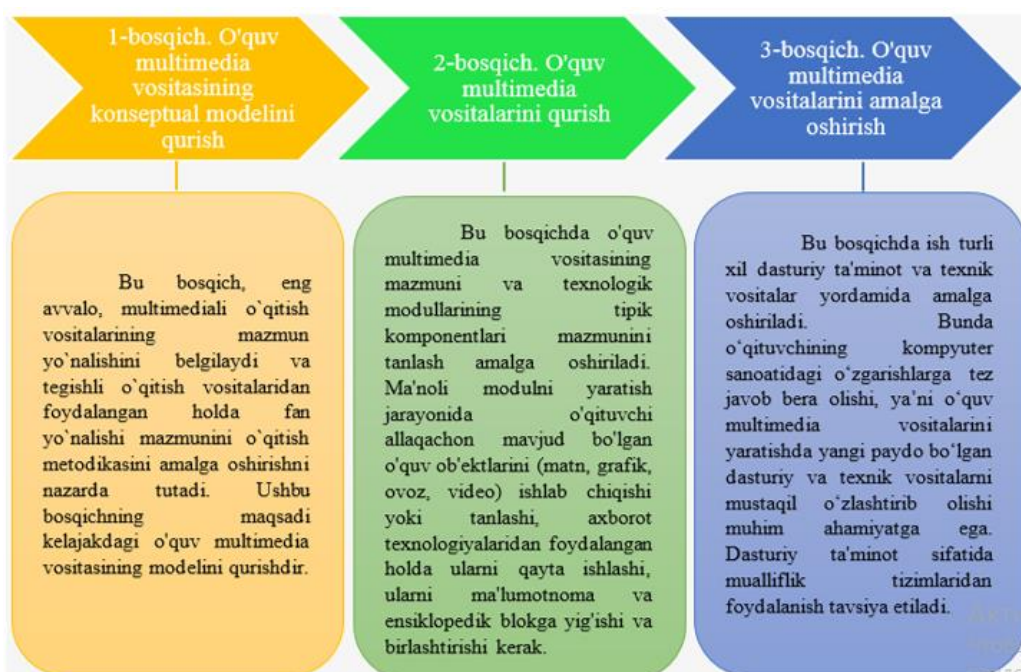 1-bosqich. O'quv
multimedia
vositasining
konseptual modelini
qurish
2-bosqich. O'quv
multimedia
vositalarini qurish
3-bosqich. O'quv
multimedia
vositalarini amalga
oshirish
Bu bosqich, eng
avvalo, multimediali o`qitish
vositalarining mazmun
yo`nalishini belgilaydi va
tegishli o`qitish vositalaridan
foydalangan holda fan
yo`nalishi mazmunini o`qitish
metodikasini amalga oshirishni
nazarda tutadi. Ushbu
bosqichning maqsadi
kelajakdagi o'quv multimedia
vositasining modelini qurishdir.
Bu bosqichda o'quv
multimedia vositasining
mazmuni va texnologik
modullarining tipik
komponentlari mazmunini
tanlash amalga oshiriladi.
Ma'noli modulni yaratish
jarayonida o'qituvchi
allaqachon mavjud bo'lgan
o'quv ob'ektlarini (matn, grafik,
ovoz, video) ishlab chiqishi
yoki tanlashi, axborot
texnologiyalaridan foydalangan
holda ularni qayta ishlashi,
ularni ma'lumotnoma va
ensiklopedik blokga yig'ishi va
birlashtirishi kerak.
Bu bosqichda ish turli
xil dasturiy ta'minot va texnik
vositalar yordamida amalga
oshiriladi. Bunda
o‘qituvchining kompyuter
sanoatidagi o‘zgarishlarga tez
javob bera olishi, ya’ni o‘quv
multimedia vositalarini
yaratishda yangi paydo bo‘lgan
dasturiy va texnik vositalarni
mustaqil o‘zlashtirib olishi
muhim ahamiyatga ega.
Dasturiy ta'minot sifatida
mualliflik tizimlaridan
foydalanish tavsiya etiladi.